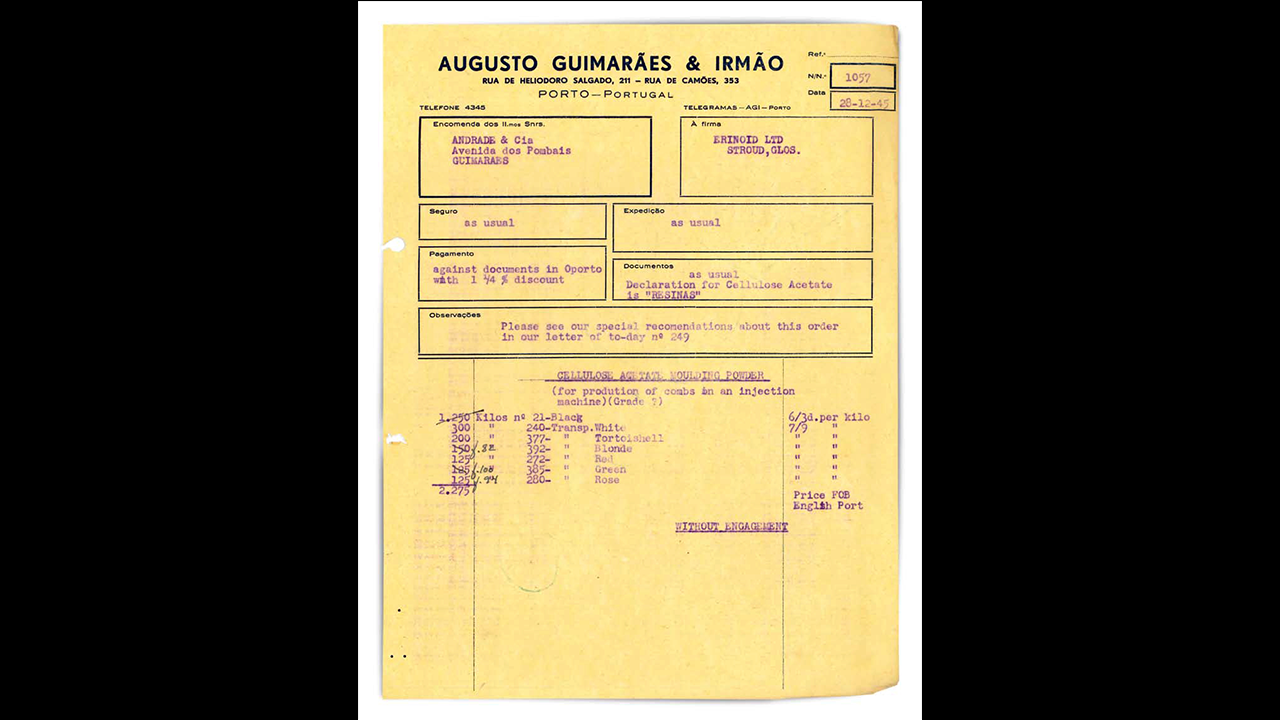 AUGUSTO GUIMARÃES & IRMÃO
RUA DE HELIODORO SALGADO, 211 – RUA DE CAMÕES, 353
PORTO – PORTUGAL
TELEFONE 4345
TELEGRAMAS – AGI – PORTO
Ref.ª
N/N.º 1057
Data 28-12-45
Encomenda dos Il.mos Snrs.
ANDRADE & Cia
Avenida dos Pombais
GUIMARAES
À firma
ERINOID LTD
STROUD,GLOS.
Seguro
as usual
Expedição
as usual
Pagamento
against documents in Oporto
with 1 1/4 % discount
Documentos
as usual
Declaration for Cellulose Acetate
is "RESINAS"
Observações
Please see our special recomendations about this order
in our letter of to-day nº 249
CELLULOSE ACETATE MOULDING POWDER
(for prodution of combs in an injection
machine)(Grade ?)
1.250 Kilos nº 21-Black 6/3d.per kilo
300 " 240-Transp.White 7/9 "
200 " 377- " Tortoishell " "
150 /.82 392- " Blonde " "
125 " 272- " Red " "
125 /.108 385- " Green " "
125 /.94 280- " Rose " "
2.275
Price FOB
English Port
WITHOUT ENGAGEMENT